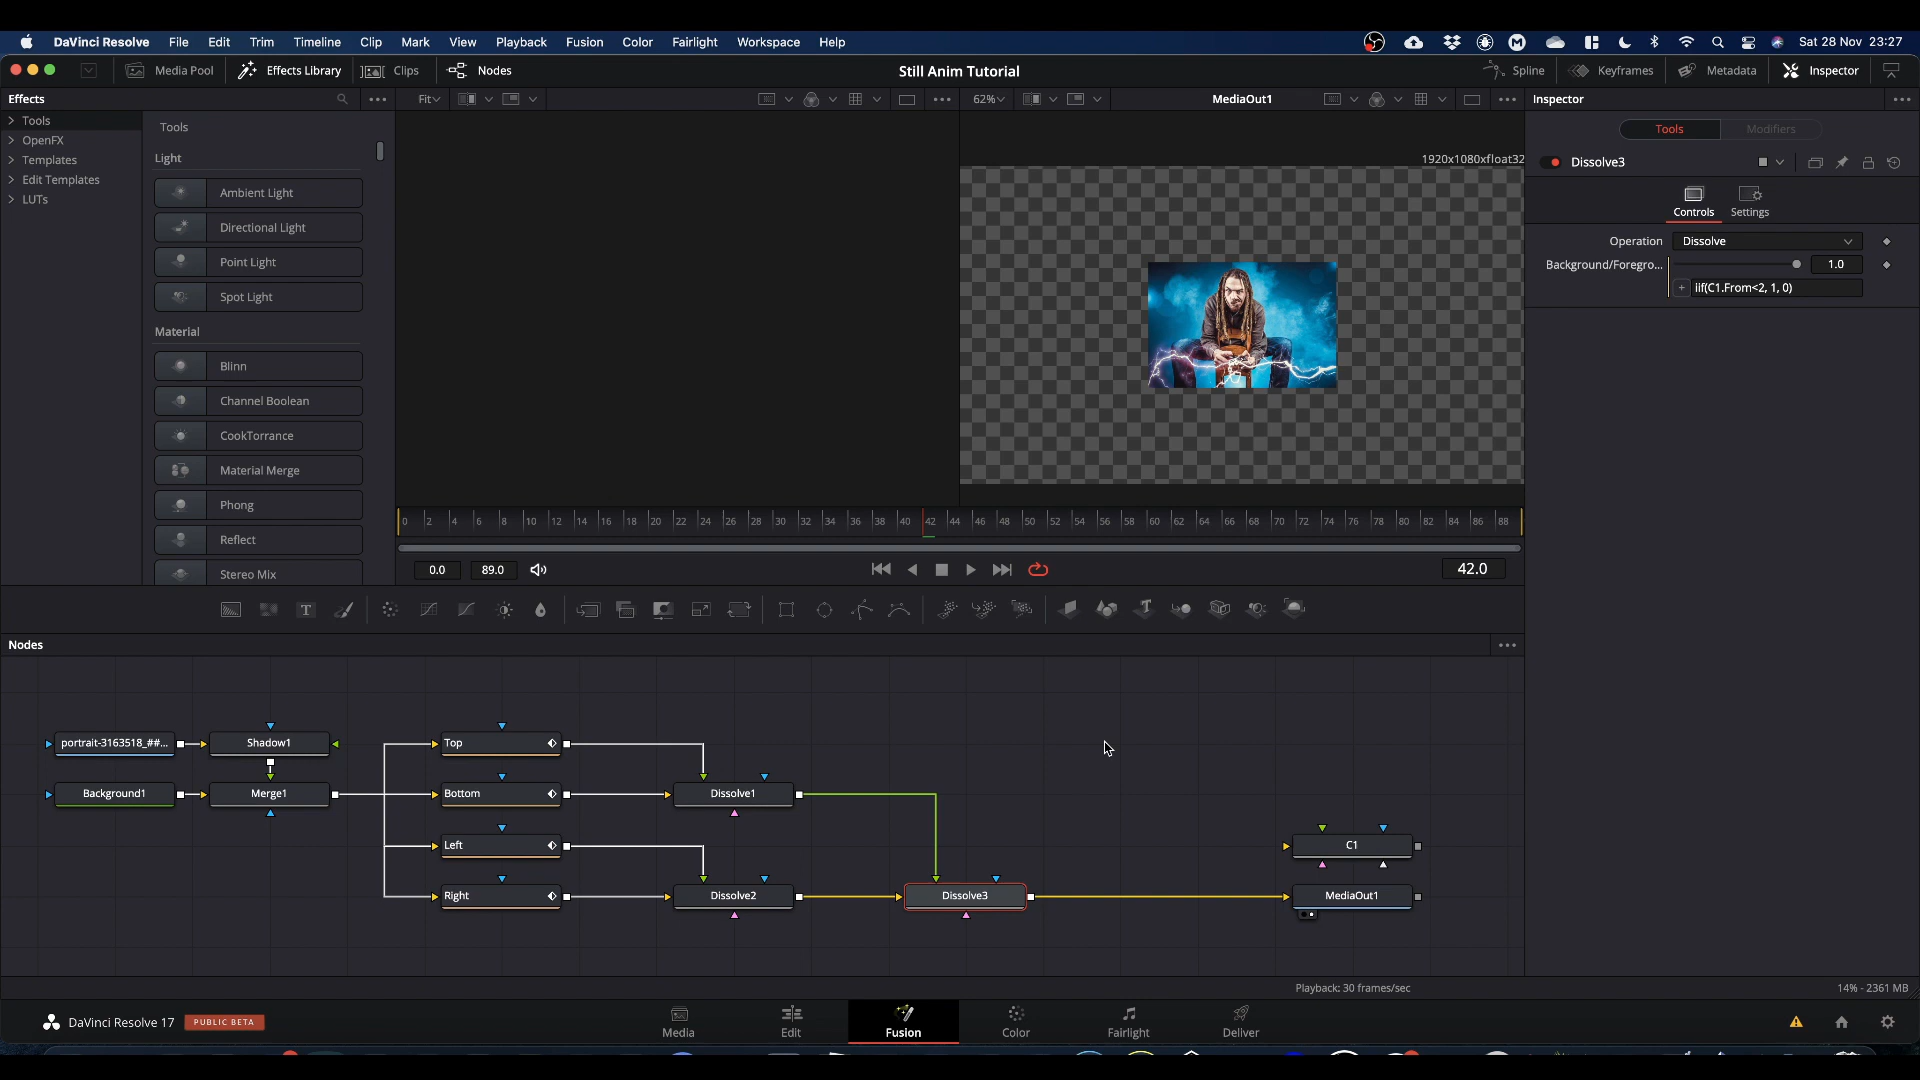 DaVinci Resolve File Edit Trim Timeline Clip Mark View Playback Fusion Color Fairlight Workspace Help Sat 28 Nov 23:27
Media Pool Effects Library Clips Nodes Still Anim Tutorial Spline Keyframes Metadata Inspector
Effects Fit 62% MediaOut1 Inspector
Tools
OpenFX
Templates
Edit Templates
LUTs
Tools
Light
Ambient Light
Directional Light
Point Light
Spot Light
Material
Blinn
Channel Boolean
CookTorrance
Material Merge
Phong
Reflect
Stereo Mix
1920x1080xfloat32
Tools Modifiers
Dissolve3
Controls Settings
Operation Dissolve
Background/Foregro... 1.0
+ iif(C1.From<2, 1, 0)
0 2 4 6 8 10 12 14 16 18 20 22 24 26 28 30 32 34 36 38 40 42 44 46 48 50 52 54 56 58 60 62 64 66 68 70 72 74 76 78 80 82 84 86 88
0.0 89.0 42.0
Nodes
portrait-3163518_##... Shadow1 Top
Background1 Merge1 Bottom Dissolve1
Left C1
Right Dissolve2 Dissolve3 MediaOut1
Playback: 30 frames/sec 14% - 2361 MB
DaVinci Resolve 17 PUBLIC BETA Media Edit Fusion Color Fairlight Deliver